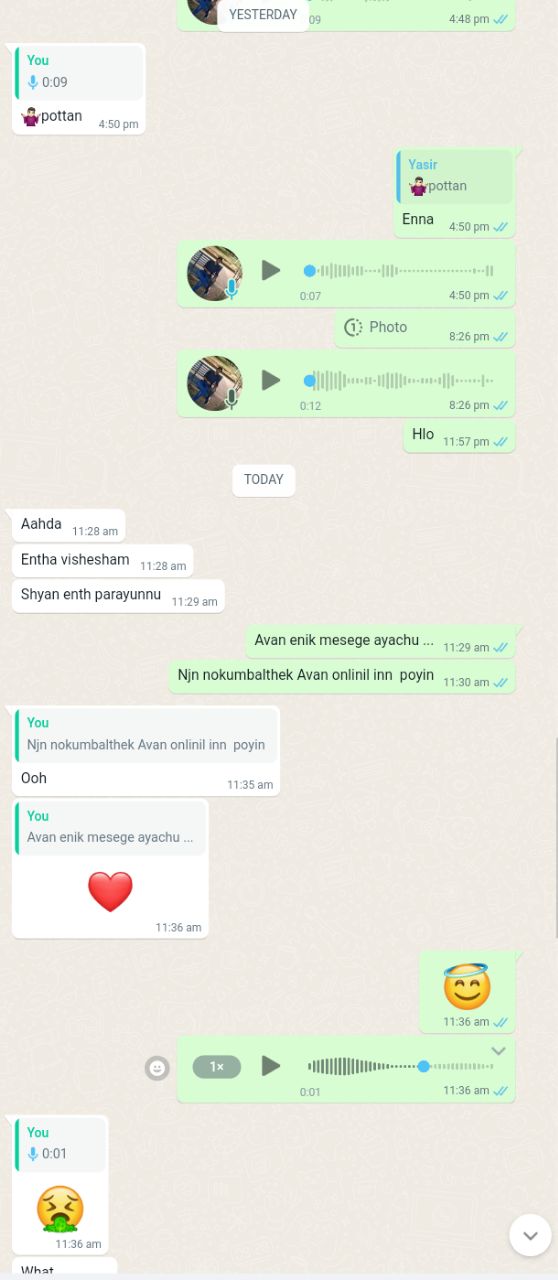 09
4:48 pm
YESTERDAY
You
0:09
🤷🏻‍♂️pottan
4:50 pm
Yasir
🤷🏻‍♂️pottan
Enna
4:50 pm
0:07
4:50 pm
1 Photo
8:26 pm
0:12
8:26 pm
Hlo
11:57 pm
TODAY
Aahda
11:28 am
Entha vishesham
11:28 am
Shyan enth parayunnu
11:29 am
Avan enik mesege ayachu ...
11:29 am
Njn nokumbalthek Avan onlinil inn  poyin
11:30 am
You
Njn nokumbalthek Avan onlinil inn  poyin
Ooh
11:35 am
You
Avan enik mesege ayachu ...
❤️
11:36 am
😇
11:36 am
1×
0:01
11:36 am
You
0:01
🤮
11:36 am
What